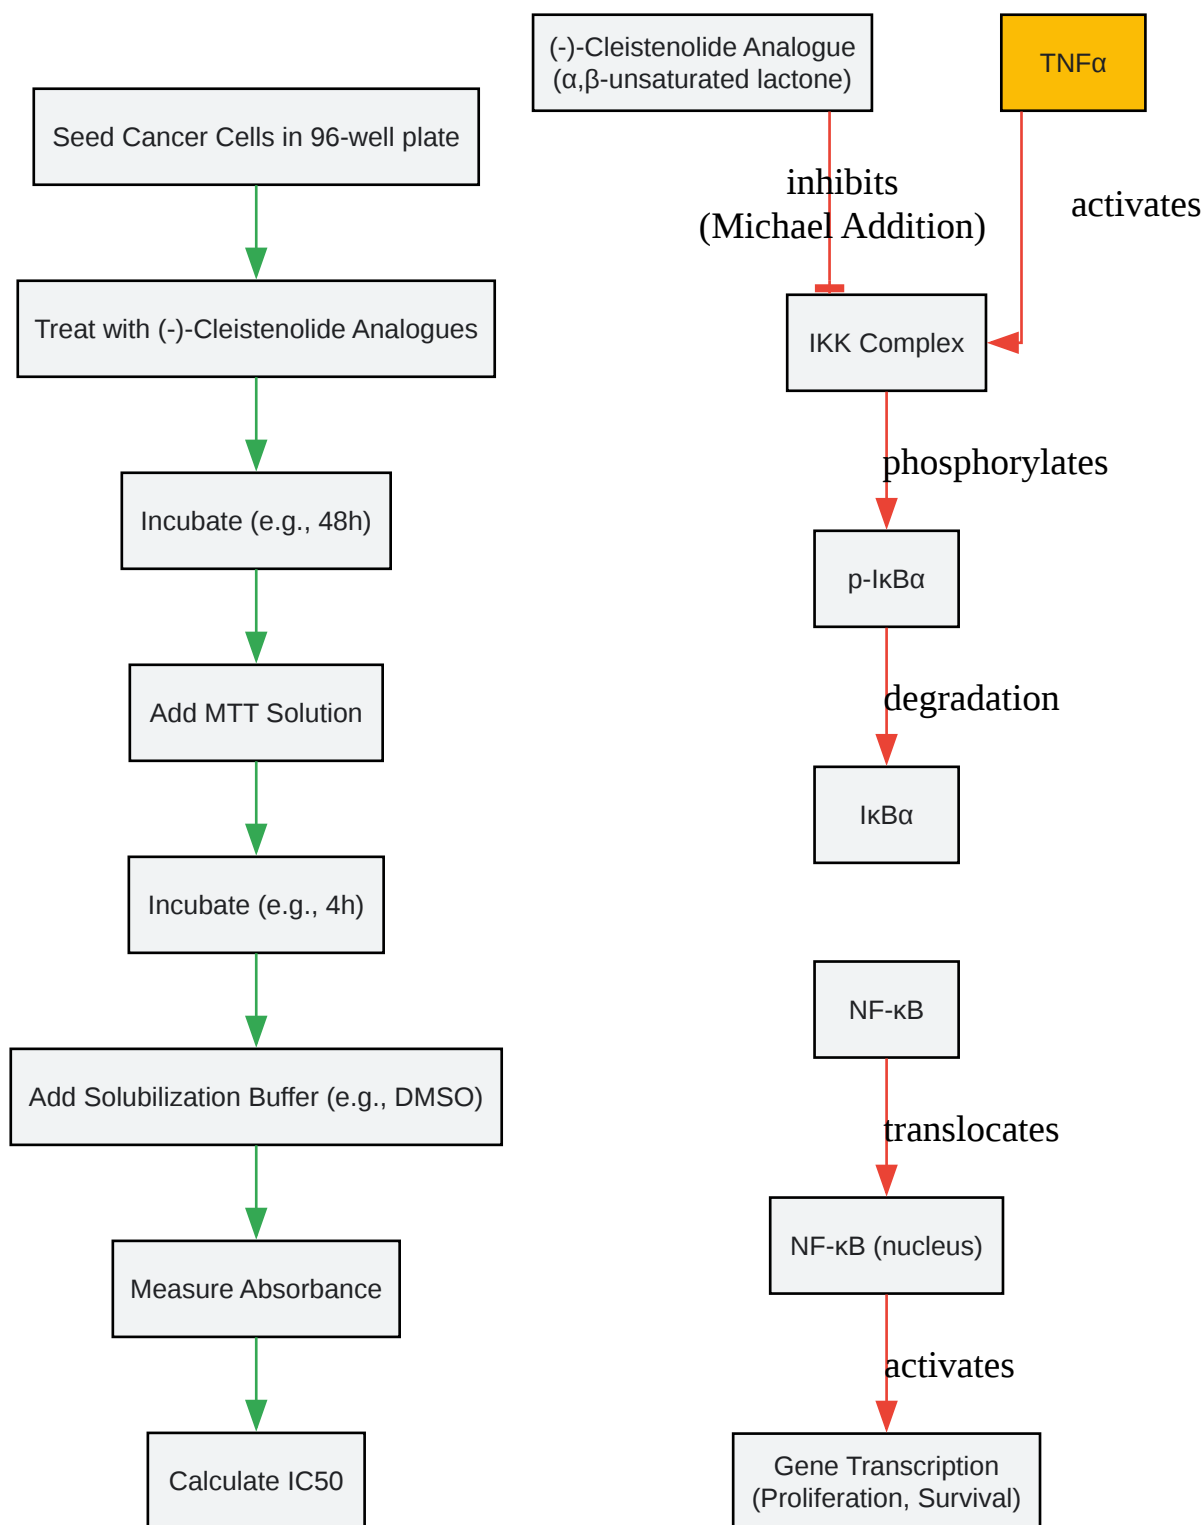 Seed Cancer Cells in 96-well plate
Treat with (-)-Cleistenolide Analogues
Incubate (e.g., 48h)
Add MTT Solution
Incubate (e.g., 4h)
Add Solubilization Buffer (e.g., DMSO)
Measure Absorbance
Calculate IC50
(-)-Cleistenolide Analogue
(α,β-unsaturated lactone)
TNFα
inhibits
(Michael Addition)
activates
IKK Complex
phosphorylates
p-IκBα
degradation
IκBα
NF-κB
translocates
NF-κB (nucleus)
activates
Gene Transcription
(Proliferation, Survival)